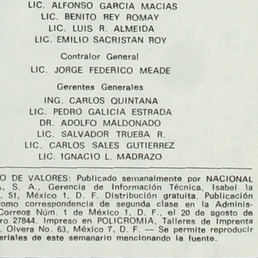 LIC. ALFONSO GARCIA MACIAS
LIC. BENITO REY ROMAY
LIC. LUIS R. ALMEIDA
LIC. EMILIO SACRISTAN ROY
Contralor General
LIC. JORGE FEDERICO MEADE
Gerentes Generales
ING. CARLOS QUINTANA
LIC. PEDRO GALICIA ESTRADA
DR. ADOLFO MALDONADO
LIC. SALVADOR TRUEBA R.
LIC. CARLOS SALES GUTIERREZ
LIC. IGNACIO L. MADRAZO
O DE VALORES: Publicado semanalmente por NACIONAL
A, S. A., Gerencia de Información Técnica, Isabel la
. 51, México 1, D. F. Distribución gratuita. Publicación
omo correspondencia de segunda clase en la Adminis-
Correos Núm. 1 de México 1, D. F., el 20 de agosto de
ero 27844. Impreso en POLICROMIA, Talleres de Imprenta
. Olvera No. 63, México 7, D. F. — Se permite reproducir
eriales de este semanario mencionando la fuente.